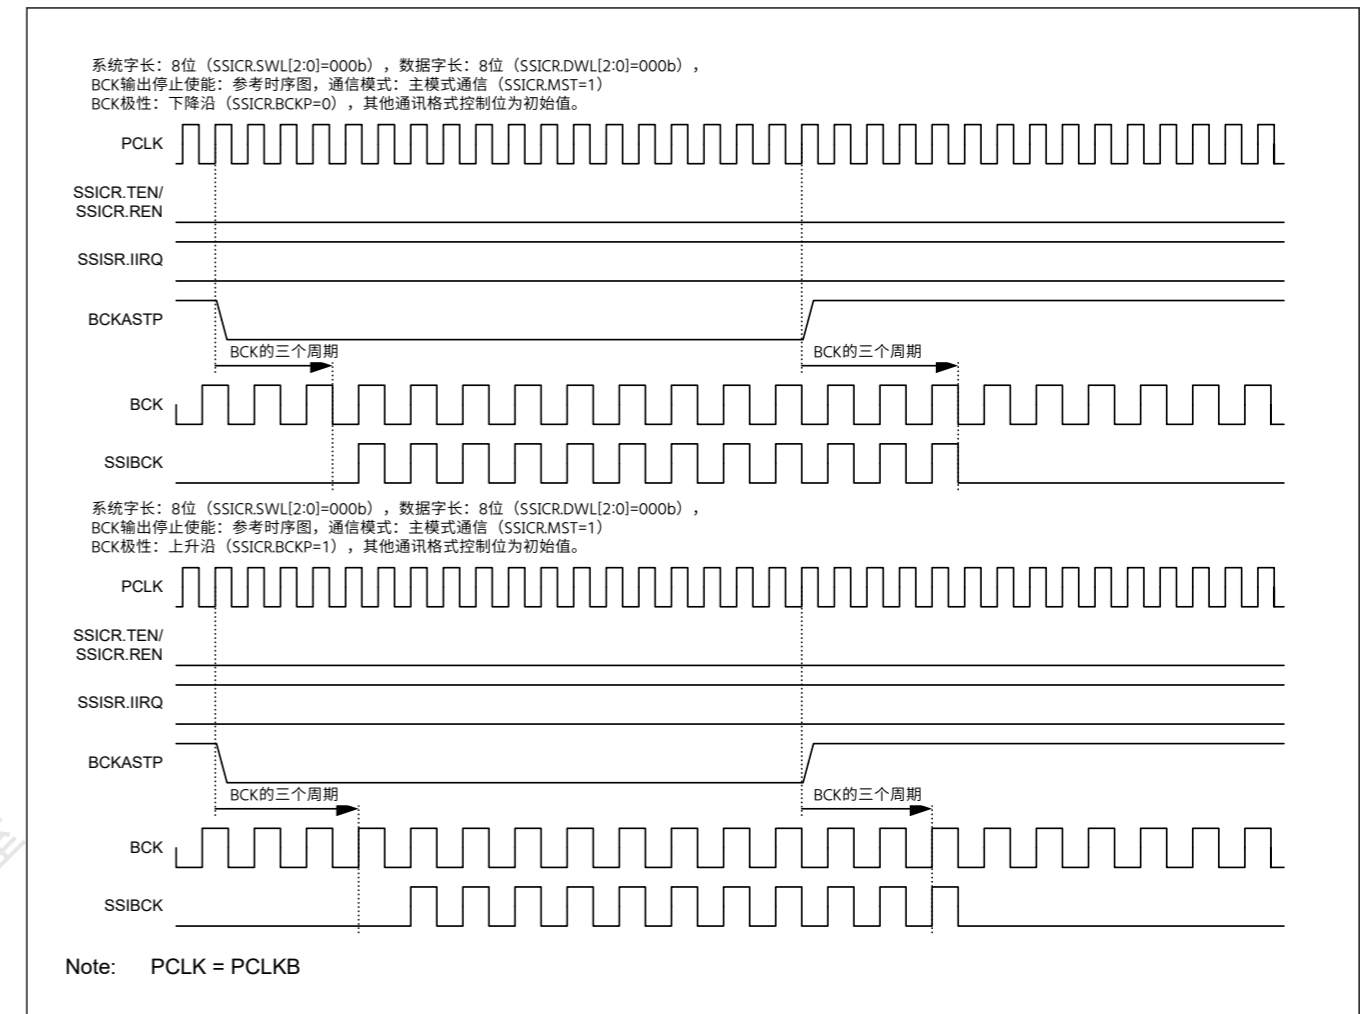 系统字长：8位（SSICR.SWL[2:0]=000b），数据字长：8位（SSICR.DWL[2:0]=000b），
BCK输出停止使能：参考时序图，通信模式：主模式通信（SSICR.MST=1）
BCK极性：下降沿（SSICR.BCKP=0），其他通讯格式控制位为初始值。
PCLK
SSICR.TEN/
SSICR.REN
SSISR.IIRQ
BCKASTP
BCK的三个周期 BCK的三个周期
BCK
SSIBCK
系统字长：8位（SSICR.SWL[2:0]=000b），数据字长：8位（SSICR.DWL[2:0]=000b），
BCK输出停止使能：参考时序图，通信模式：主模式通信（SSICR.MST=1）
BCK极性：上升沿（SSICR.BCKP=1），其他通讯格式控制位为初始值。
PCLK
SSICR.TEN/
SSICR.REN
SSISR.IIRQ
BCKASTP
BCK的三个周期 BCK的三个周期
BCK
SSIBCK
Note: PCLK = PCLKB